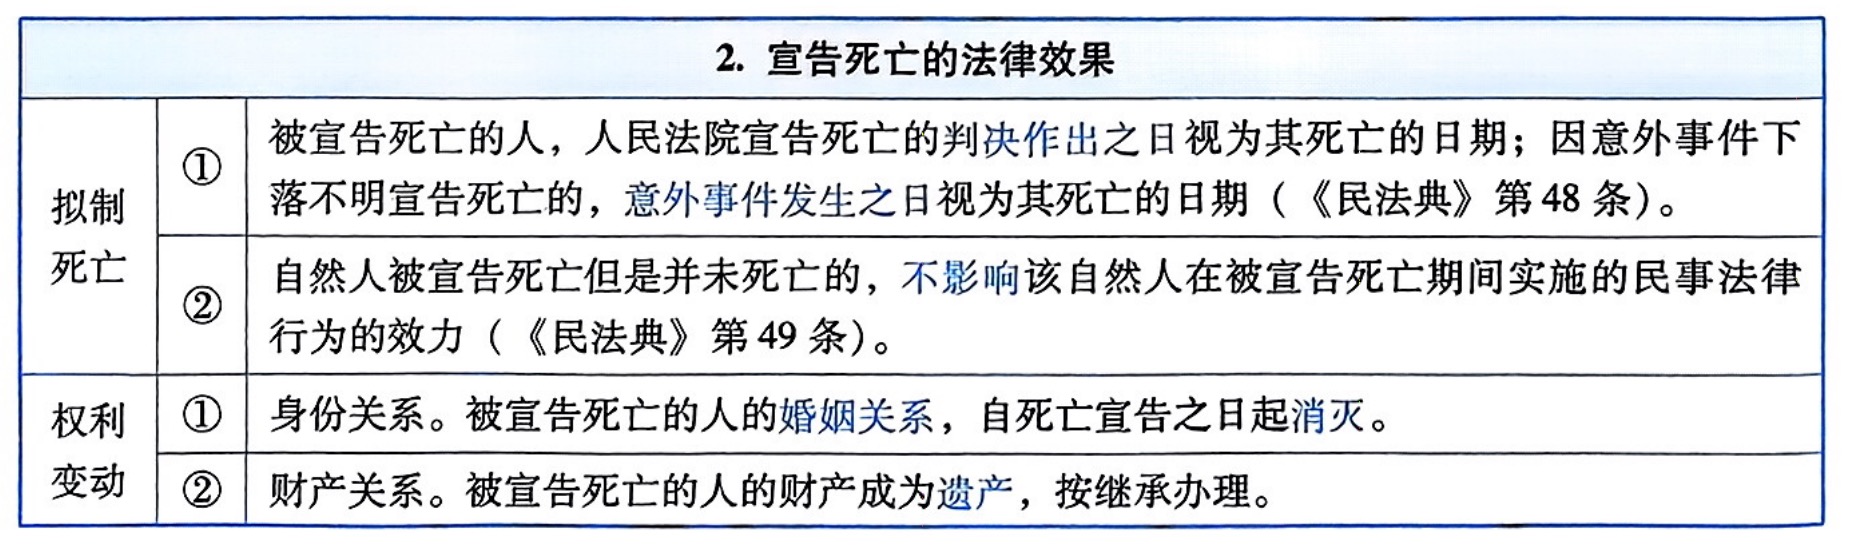 2. 宣告死亡的法律效果
拟制
死亡
①
被宣告死亡的人，人民法院宣告死亡的判决作出之日视为其死亡的日期；因意外事件下
落不明宣告死亡的，意外事件发生之日视为其死亡的日期（《民法典》第 48 条）。
②
自然人被宣告死亡但是并未死亡的，不影响该自然人在被宣告死亡期间实施的民事法律
行为的效力（《民法典》第 49 条）。
权利
变动
①
身份关系。被宣告死亡的人的婚姻关系，自死亡宣告之日起消灭。
②
财产关系。被宣告死亡的人的财产成为遗产，按继承办理。